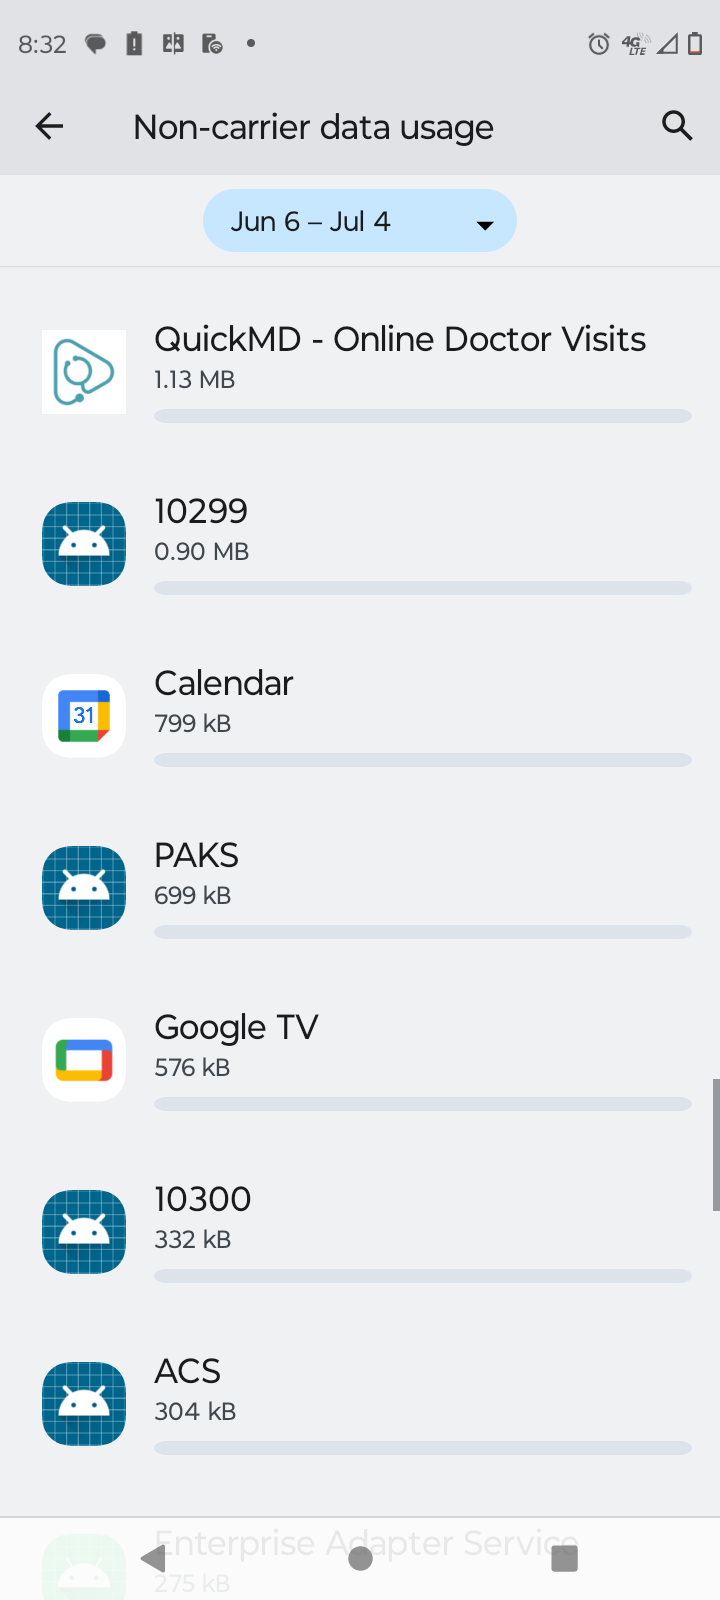 8:32
4G
LTE
Non-carrier data usage
Jun 6 – Jul 4
QuickMD - Online Doctor Visits
1.13 MB
10299
0.90 MB
31
Calendar
799 kB
PAKS
699 kB
Google TV
576 kB
10300
332 kB
ACS
304 kB
Enterprise Adapter Service
275 kB